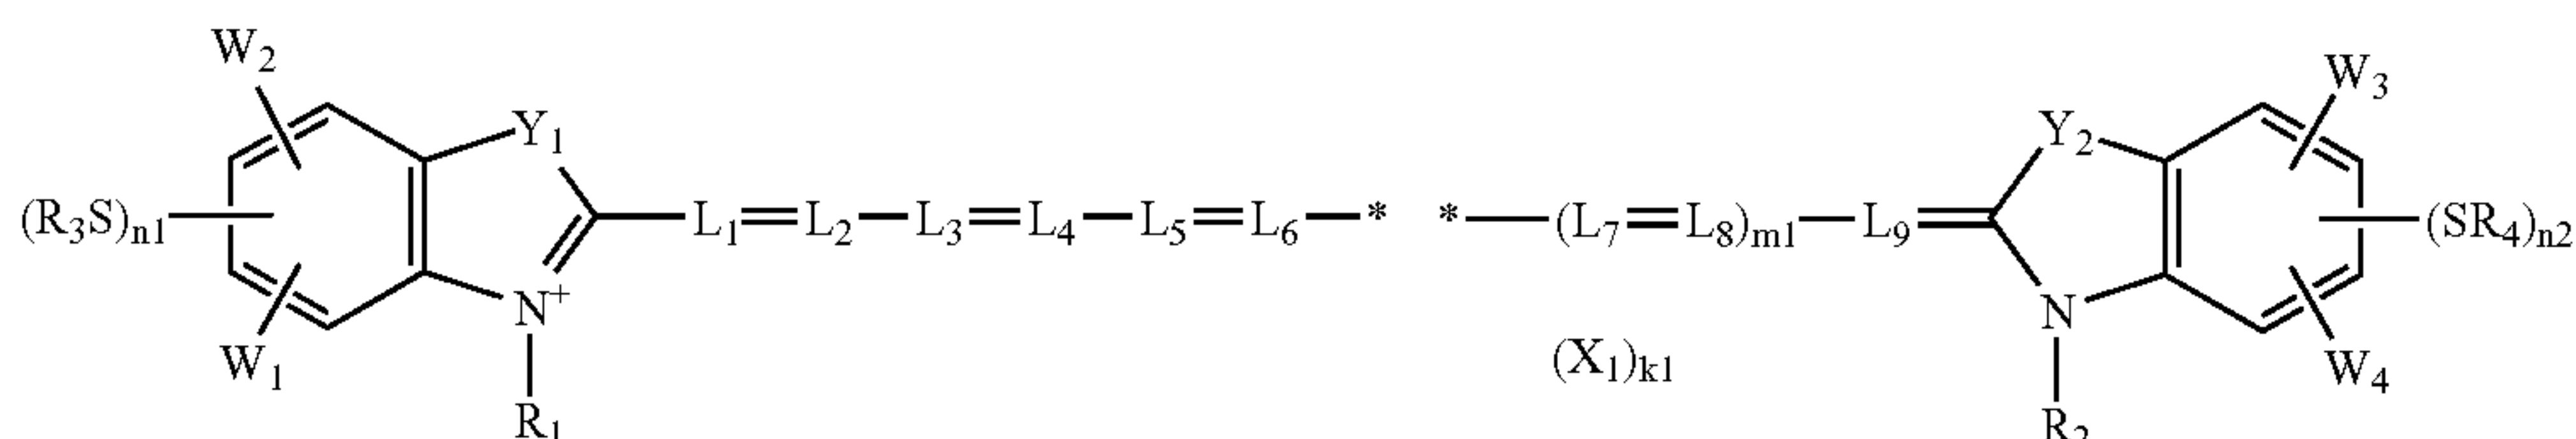 W2 W3
Y1 Y2
(R3S)n1 L1=L2—L3=L4—L5=L6—* *—(L7=L8)m1—L9 (SR4)n2
N+ N
W1 (X1)k1 W4
R1 R2